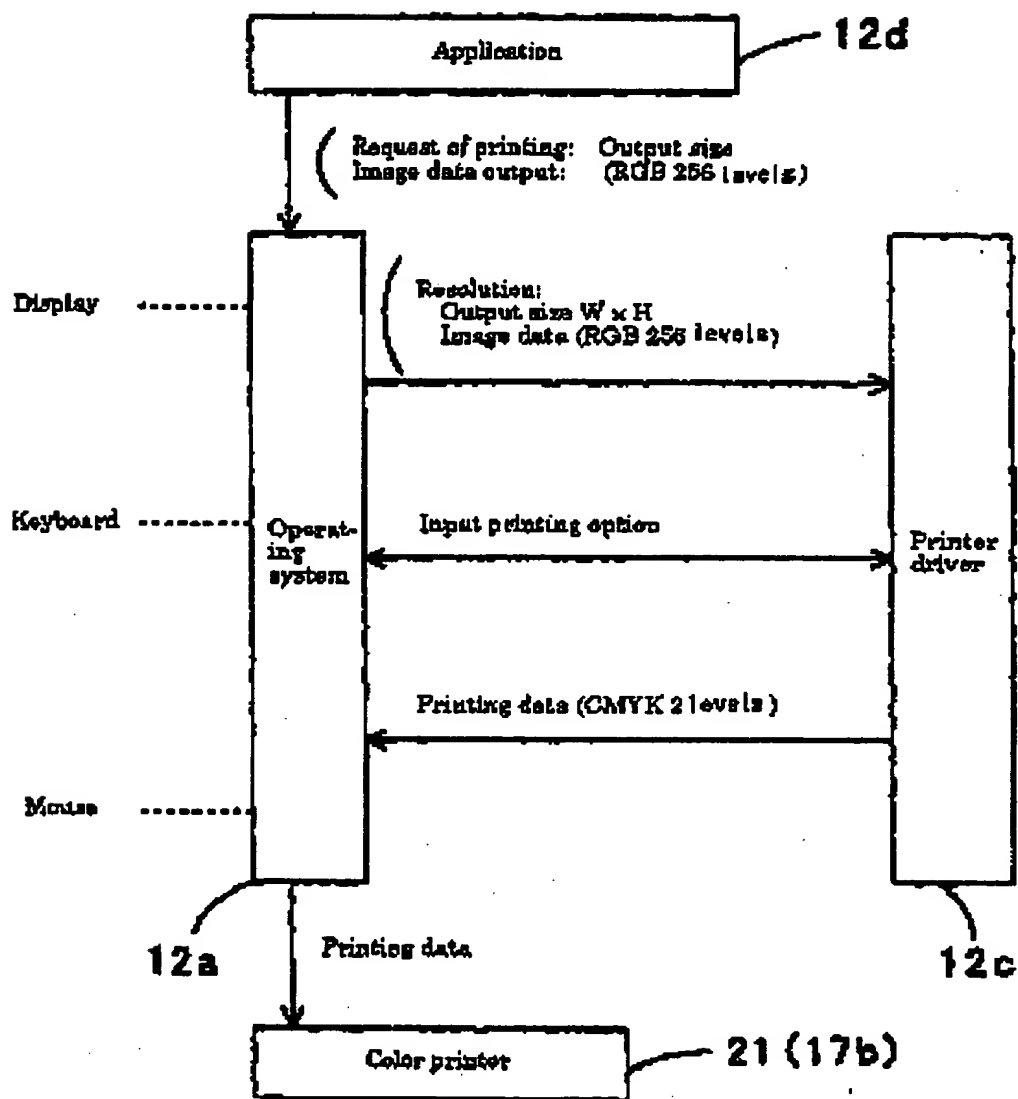 Application
12d
Request of printing: Output size
Image data output: (RGB 256 levels)
Resolution:
Output size W x H
Image data (RGB 256 levels)
Display
Keyboard
Operat-
ing
system
Input printing option
Printer
driver
Printing data (CMYK 2 levels)
Mouse
12a
Printing data
12c
Color printer
21 (17b)